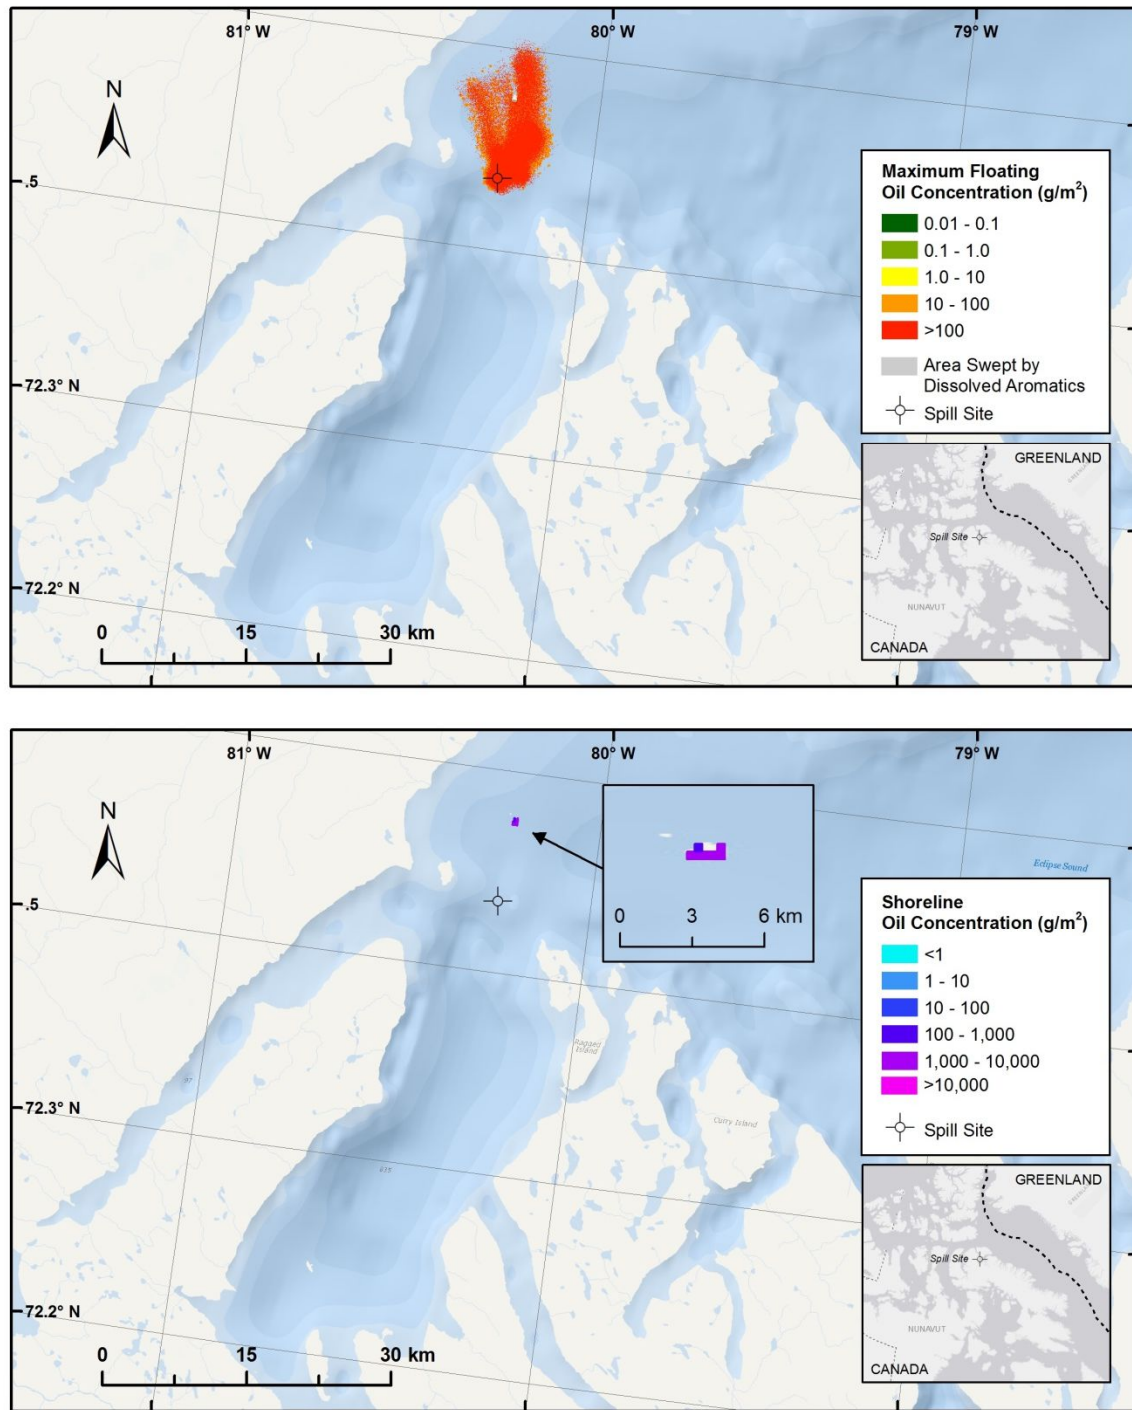 81° W
80° W
79° W
N
.5
72.3° N
72.2° N
0 15 30 km
Maximum Floating
Oil Concentration (g/m²)
0.01 - 0.1
0.1 - 1.0
1.0 - 10
10 - 100
>100
Area Swept by
Dissolved Aromatics
Spill Site
GREENLAND
Spill Site
NUNAVUT
CANADA
81° W
80° W
79° W
N
Eclipse Sound
.5
0 3 6 km
Shoreline
Oil Concentration (g/m²)
<1
1 - 10
10 - 100
100 - 1,000
1,000 - 10,000
>10,000
Spill Site
Ragged
Island
Curry Island
72.3° N
72.2° N
0 15 30 km
GREENLAND
Spill Site
NUNAVUT
CANADA